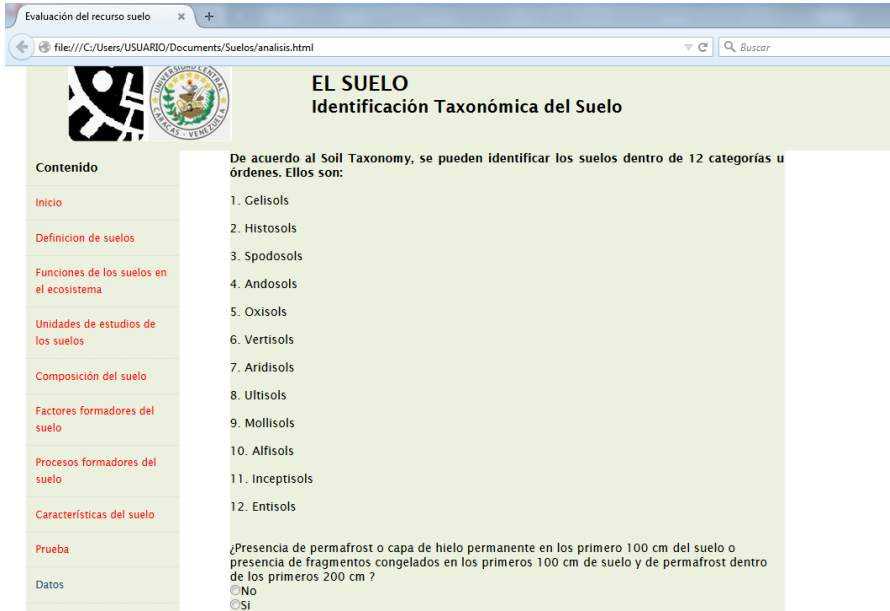 Evaluación del recurso suelo
file:///C:/Users/USUARIO/Documents/Suelos/analisis.html
Buscar
UNIVERSIDAD CENTRAL
CARACAS - VENEZUELA
EL SUELO
Identificación Taxonómica del Suelo
Contenido
Inicio
Definicion de suelos
Funciones de los suelos en
el ecosistema
Unidades de estudios de
los suelos
Composición del suelo
Factores formadores del
suelo
Procesos formadores del
suelo
Características del suelo
Prueba
Datos
De acuerdo al Soil Taxonomy, se pueden identificar los suelos dentro de 12 categorías u
órdenes. Ellos son:
1. Gelisols
2. Histosols
3. Spodosols
4. Andosols
5. Oxisols
6. Vertisols
7. Aridisols
8. Ultisols
9. Mollisols
10. Alfisols
11. Inceptisols
12. Entisols
¿Presencia de permafrost o capa de hielo permanente en los primero 100 cm del suelo o
presencia de fragmentos congelados en los primeros 100 cm de suelo y de permafrost dentro
de los primeros 200 cm ?
No
Si